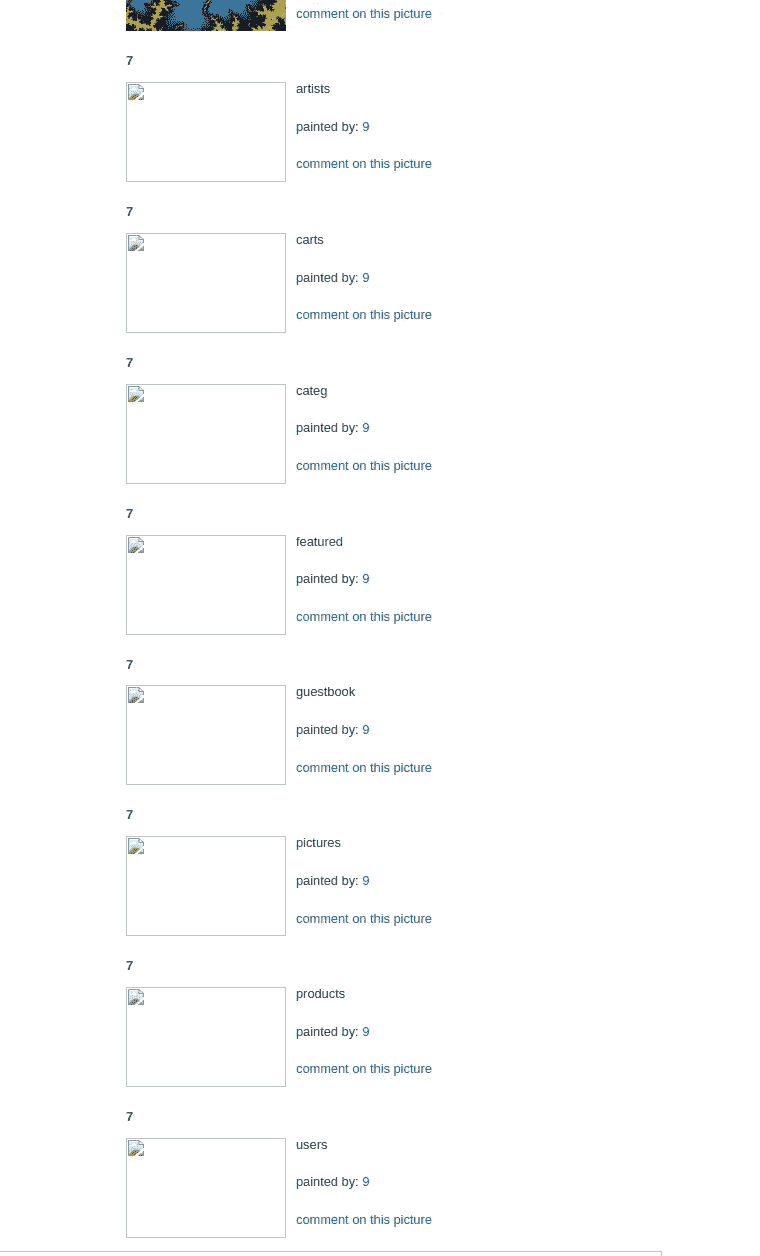 comment on this picture
7
artists
painted by: 9
comment on this picture
7
carts
painted by: 9
comment on this picture
7
categ
painted by: 9
comment on this picture
7
featured
painted by: 9
comment on this picture
7
guestbook
painted by: 9
comment on this picture
7
pictures
painted by: 9
comment on this picture
7
products
painted by: 9
comment on this picture
7
users
painted by: 9
comment on this picture